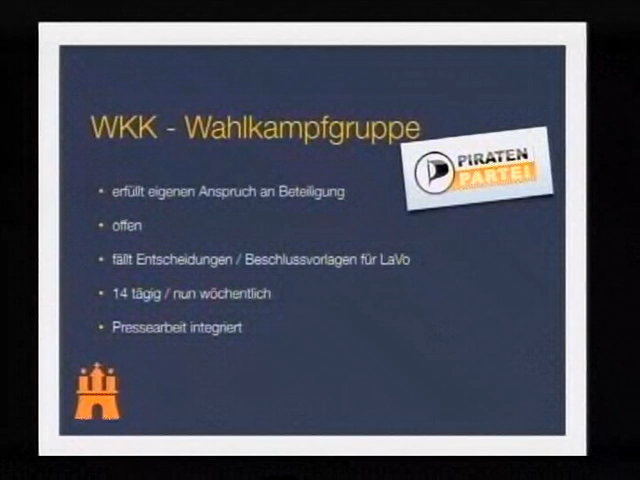 WKK - Wahlkampfgruppe
PIRATEN
PARTEI
• erfüllt eigenen Anspruch an Beteiligung
• offen
• fällt Entscheidungen / Beschlussvorlagen für LaVo
• 14 tägig / nun wöchentlich
• Pressearbeit integriert